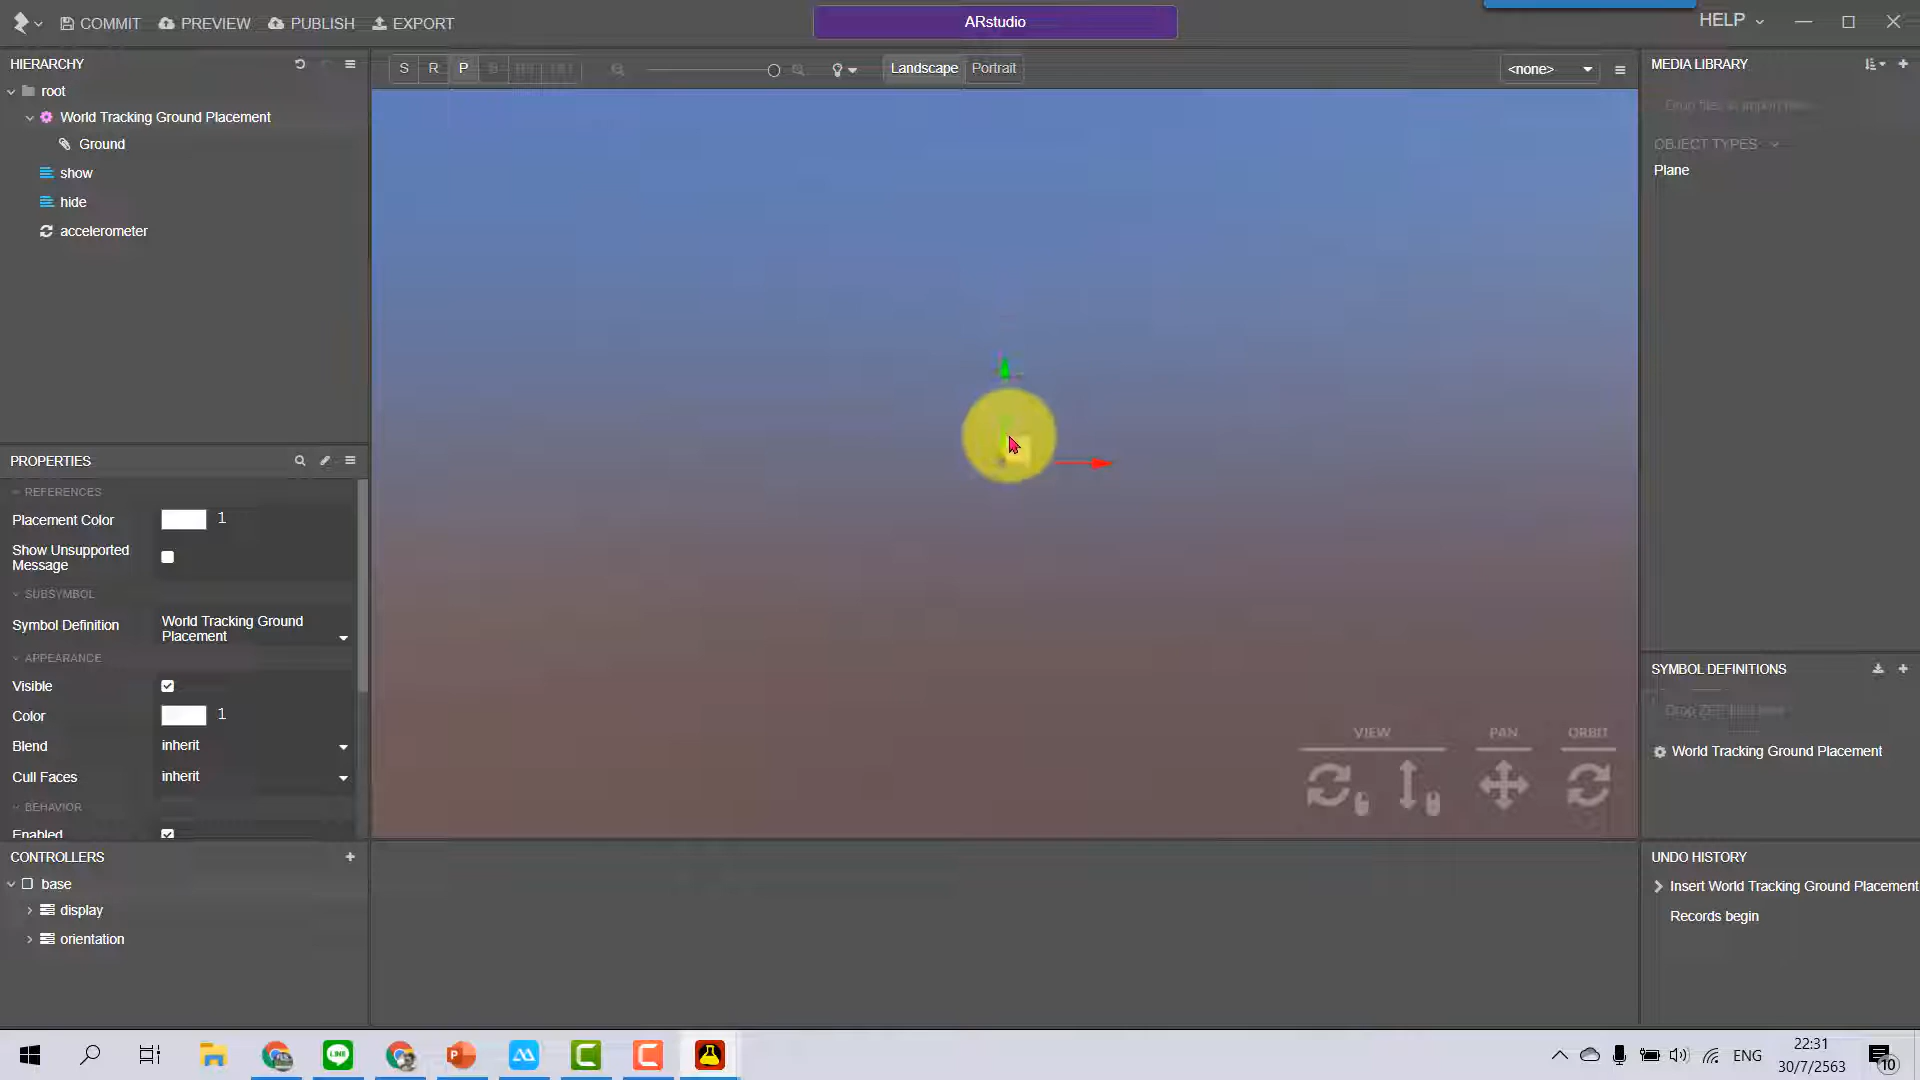 COMMIT
PREVIEW
PUBLISH
EXPORT
ARstudio
HELP
HIERARCHY
root
World Tracking Ground Placement
Ground
show
hide
accelerometer
S
R
P
Landscape
Portrait
<none>
MEDIA LIBRARY
OBJECT TYPES
Plane
PROPERTIES
REFERENCES
Placement Color 1
Show Unsupported
Message
SUBSYMBOL
Symbol Definition
World Tracking Ground
Placement
APPEARANCE
Visible
Color 1
Blend inherit
Cull Faces inherit
BEHAVIOR
Enabled
VIEW
PAN
ORBIT
SYMBOL DEFINITIONS
World Tracking Ground Placement
CONTROLLERS
base
display
orientation
UNDO HISTORY
Insert World Tracking Ground Placement
Records begin
LINE
ENG
22:31
30/7/2563
10